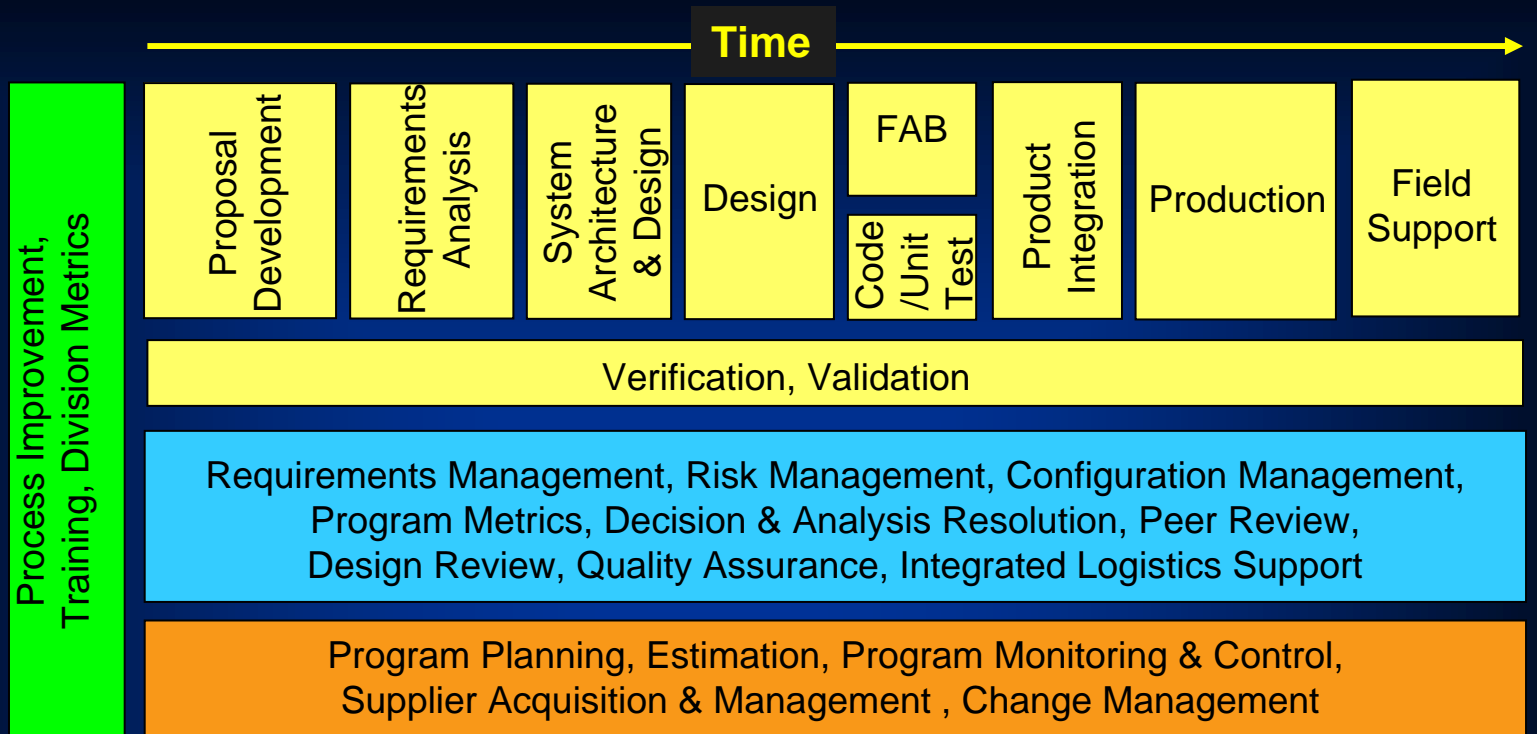 Time
Process Improvement,
Training, Division Metrics
Proposal
Development
Requirements
Analysis
System
Architecture
& Design
Design
FAB
Code
/Unit
Test
Product
Integration
Production
Field
Support
Verification, Validation
Requirements Management, Risk Management, Configuration Management,
Program Metrics, Decision & Analysis Resolution, Peer Review,
Design Review, Quality Assurance, Integrated Logistics Support
Program Planning, Estimation, Program Monitoring & Control,
Supplier Acquisition & Management , Change Management